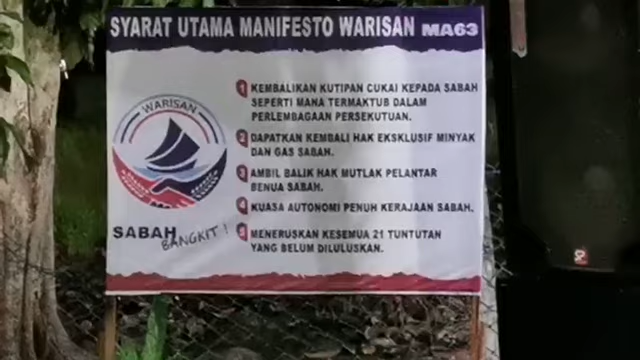 SYARAT UTAMA MANIFESTO WARISAN MA63
WARISAN
SABAH
BANGKIT !
1 KEMBALIKAN KUTIPAN CUKAI KEPADA SABAH
SEPERTI MANA TERMAKTUB DALAM
PERLEMBAGAAN PERSEKUTUAN.
2 DAPATKAN KEMBALI HAK EKSKLUSIF MINYAK
DAN GAS SABAH.
3 AMBIL BALIK HAK MUTLAK PELANTAR
BENUA SABAH.
4 KUASA AUTONOMI PENUH KERAJAAN SABAH.
5 MENERUSKAN KESEMUA 21 TUNTUTAN
YANG BELUM DILULUSKAN.